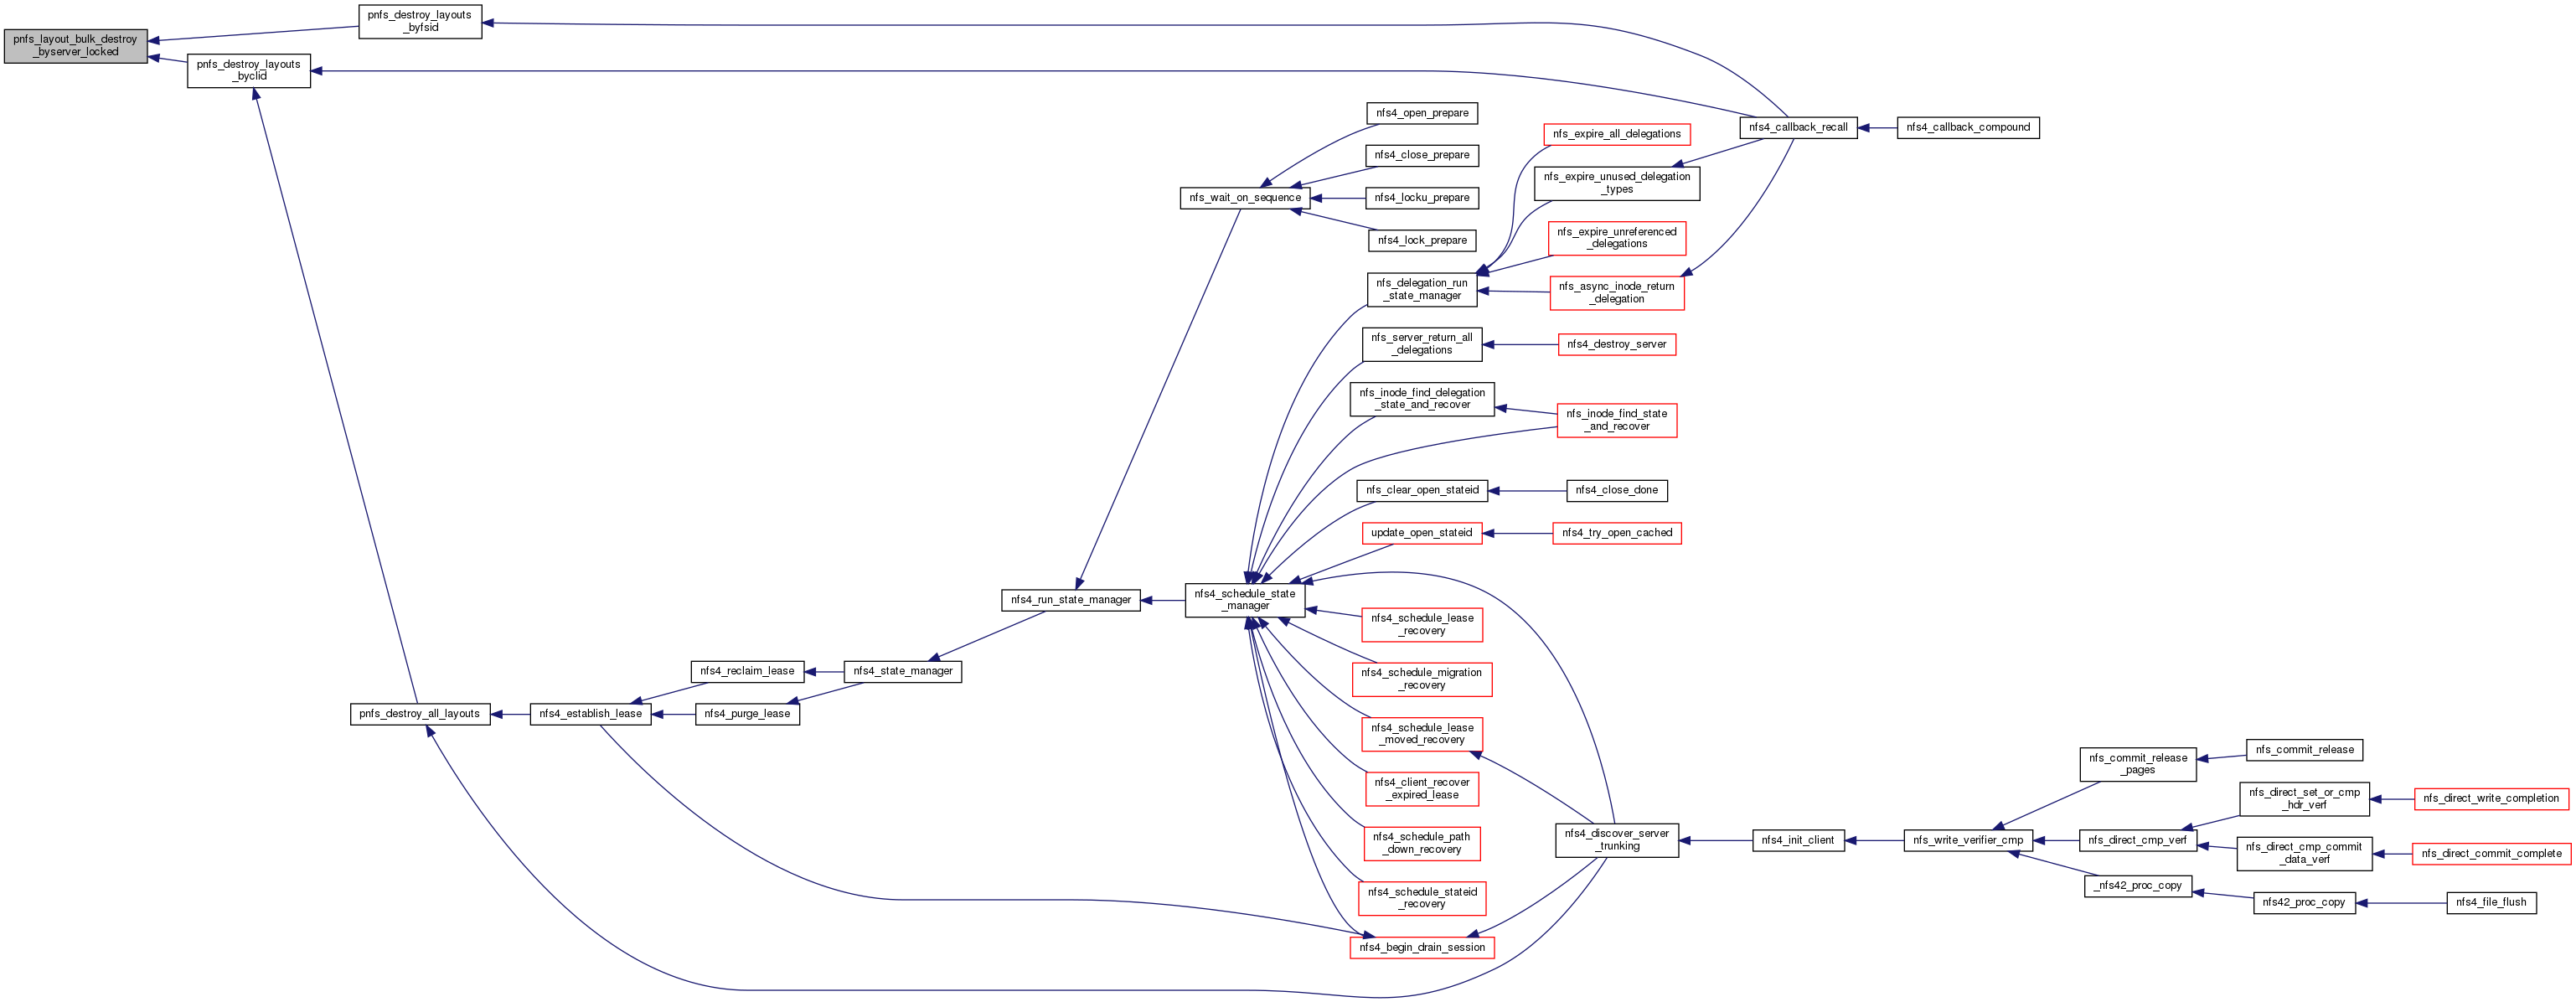 pnfs_layout_bulk_destroy
_byserver_locked
pnfs_destroy_layouts
_byfsid
pnfs_destroy_layouts
_byclid
pnfs_destroy_all_layouts
nfs4_establish_lease
nfs4_reclaim_lease
nfs4_purge_lease
nfs4_state_manager
nfs4_run_state_manager
nfs_wait_on_sequence
nfs4_open_prepare
nfs4_close_prepare
nfs4_locku_prepare
nfs4_lock_prepare
nfs4_schedule_state
_manager
nfs_delegation_run
_state_manager
nfs_expire_all_delegations
nfs_expire_unused_delegation
_types
nfs_expire_unreferenced
_delegations
nfs_async_inode_return
_delegation
nfs4_callback_recall
nfs4_callback_compound
nfs_server_return_all
_delegations
nfs4_destroy_server
nfs_inode_find_delegation
_state_and_recover
nfs_inode_find_state
_and_recover
nfs_clear_open_stateid
nfs4_close_done
update_open_stateid
nfs4_try_open_cached
nfs4_schedule_lease
_recovery
nfs4_schedule_migration
_recovery
nfs4_schedule_lease
_moved_recovery
nfs4_client_recover
_expired_lease
nfs4_schedule_path
_down_recovery
nfs4_schedule_stateid
_recovery
nfs4_begin_drain_session
nfs4_discover_server
_trunking
nfs4_init_client
nfs_write_verifier_cmp
nfs_commit_release
_pages
nfs_commit_release
nfs_direct_cmp_verf
nfs_direct_set_or_cmp
_hdr_verf
nfs_direct_write_completion
nfs_direct_cmp_commit
_data_verf
nfs_direct_commit_complete
_nfs42_proc_copy
nfs42_proc_copy
nfs4_file_flush